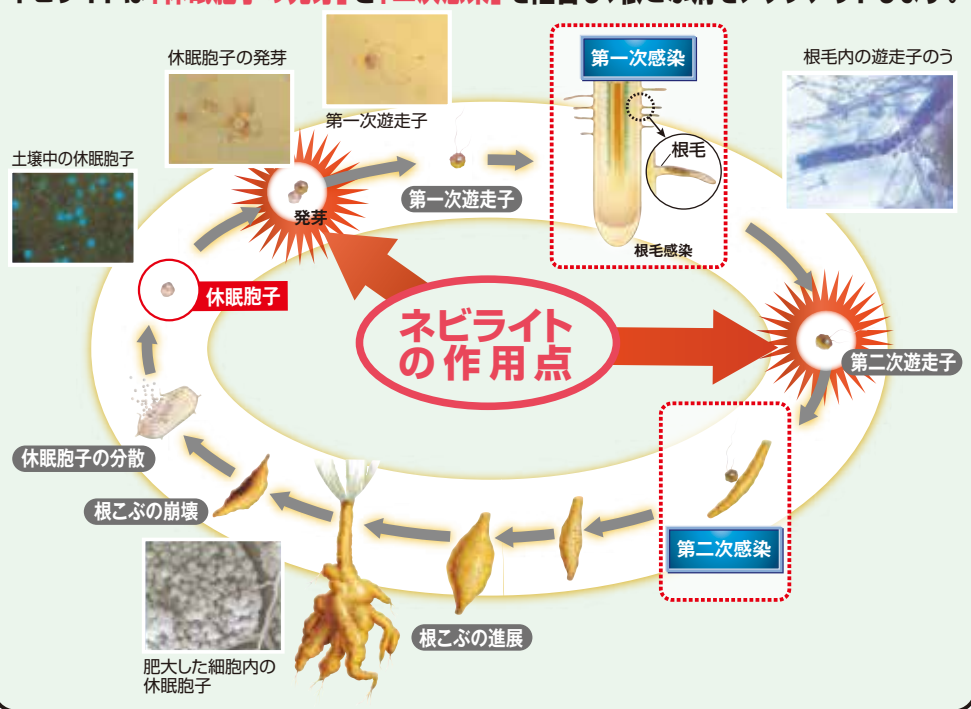 休眠胞子の発芽
第一次遊走子
第一次感染
根毛内の遊走子のう
土壌中の休眠胞子
発芽
第一次遊走子
根毛
根毛感染
休眠胞子
ネビライト
の作用点
第二次遊走子
休眠胞子の分散
根こぶの崩壊
第二次感染
根こぶの進展
肥大した細胞内の
休眠胞子